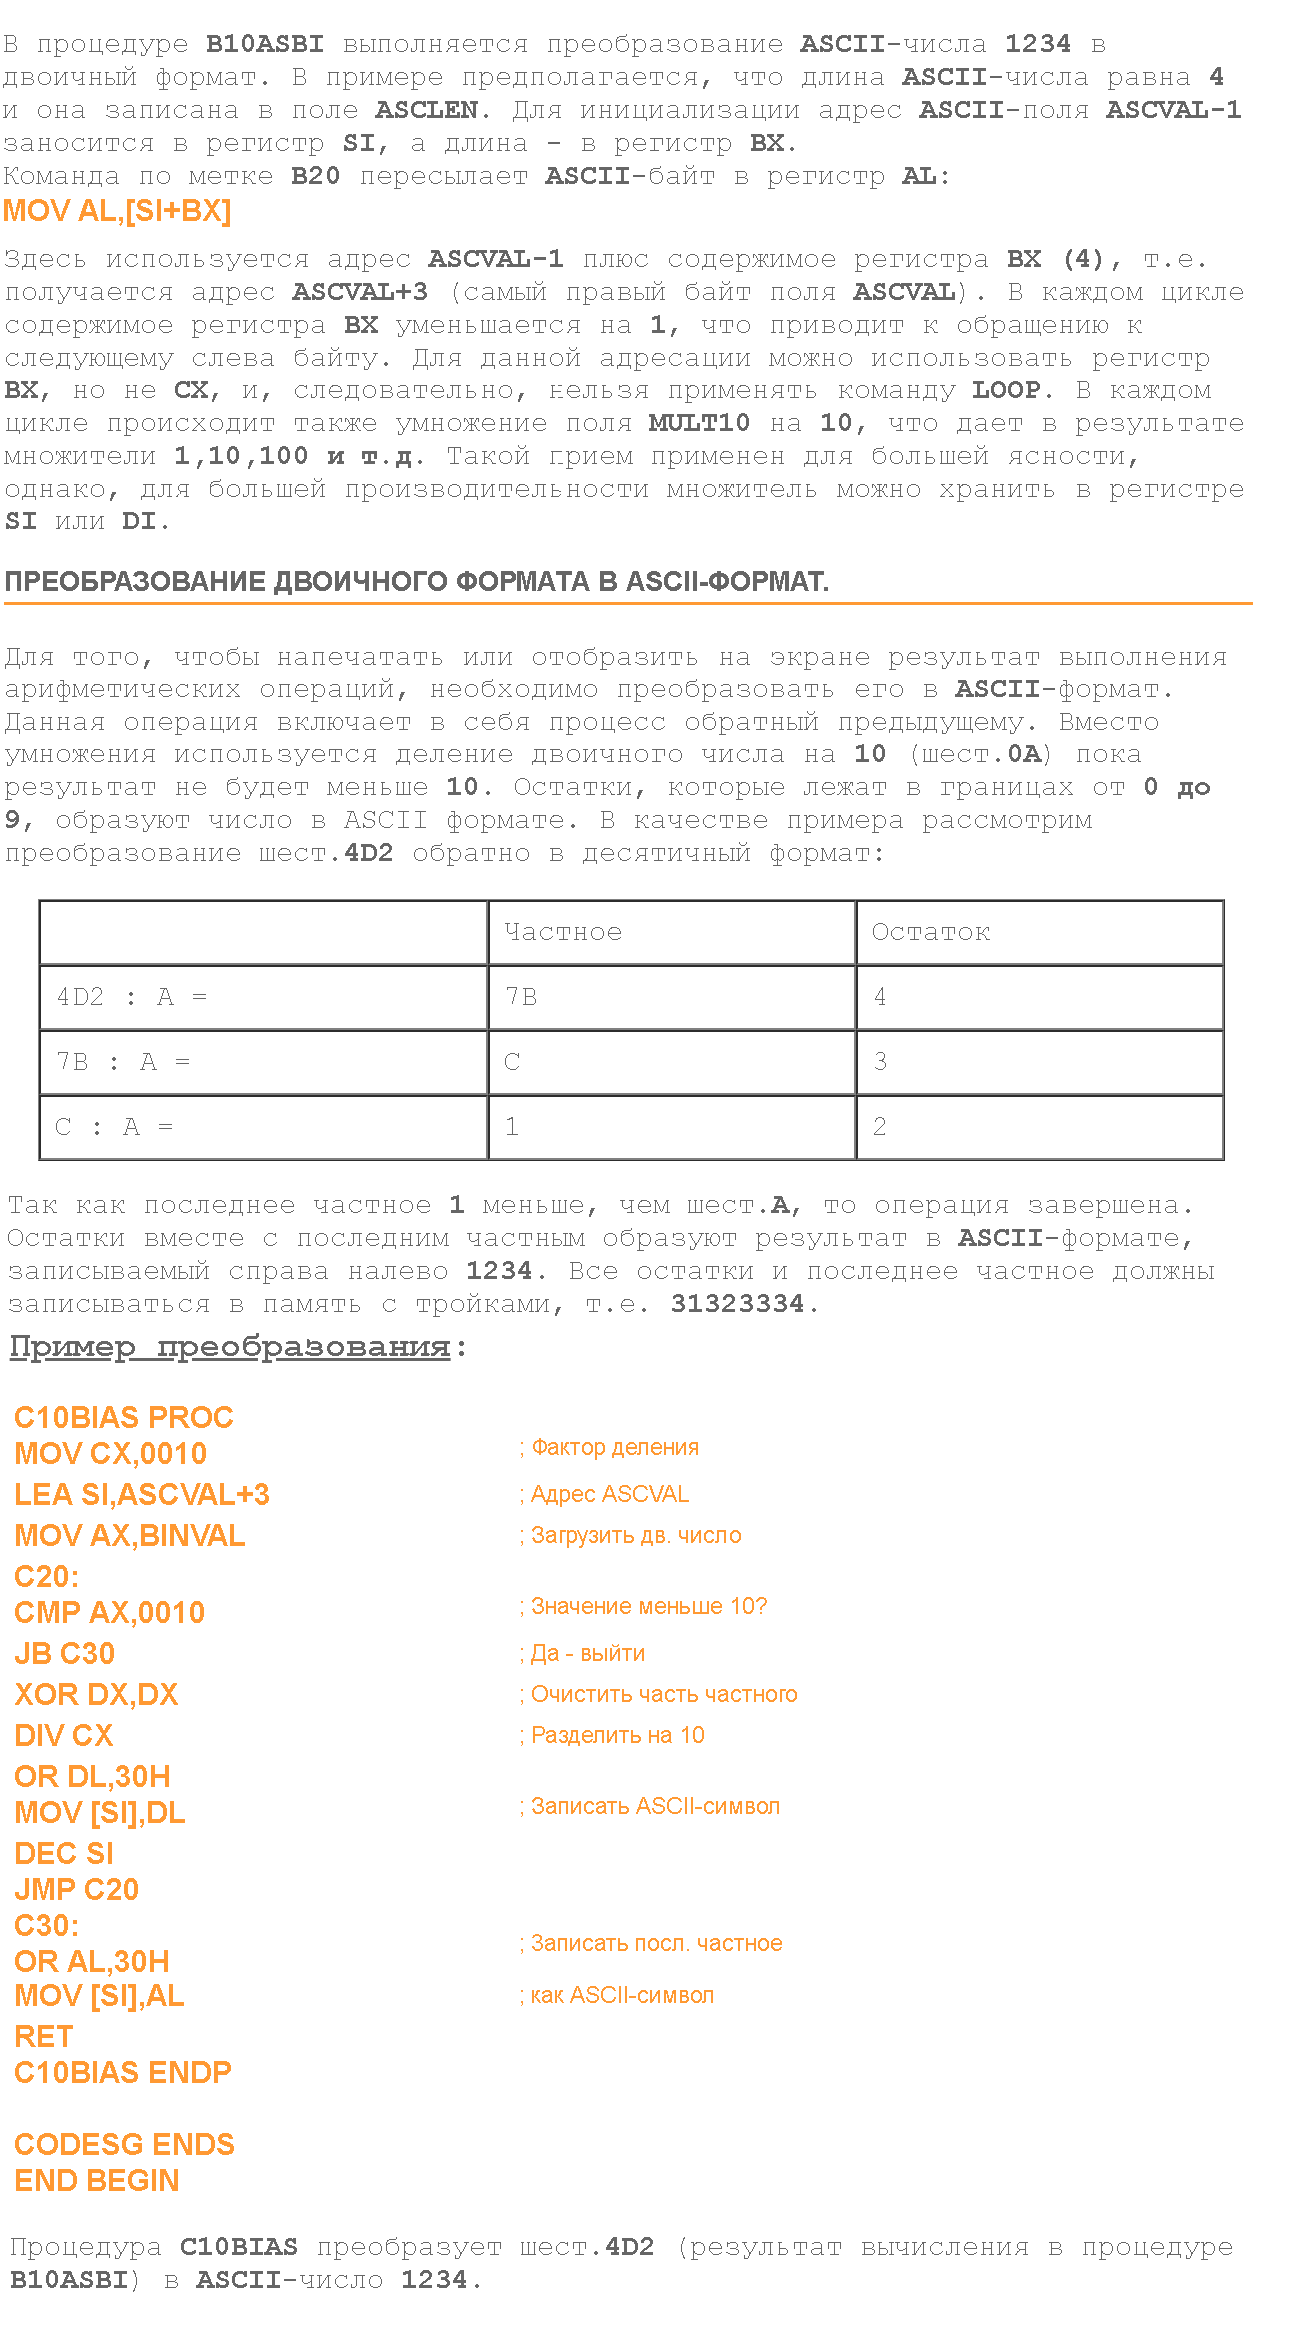 В процедуре B10ASBI выполняется преобразование ASCII-числа 1234 в
двоичный формат. В примере предполагается, что длина ASCII-числа равна 4
и она записана в поле ASCLEN. Для инициализации адрес ASCII-поля ASCVAL-1
заносится в регистр SI, а длина - в регистр BX.
Команда по метке B20 пересылает ASCII-байт в регистр AL:
MOV AL,[SI+BX]
Здесь используется адрес ASCVAL-1 плюс содержимое регистра BX (4), т.е.
получается адрес ASCVAL+3 (самый правый байт поля ASCVAL). В каждом цикле
содержимое регистра BX уменьшается на 1, что приводит к обращению к
следующему слева байту. Для данной адресации можно использовать регистр
BX, но не CX, и, следовательно, нельзя применять команду LOOP. В каждом
цикле происходит также умножение поля MULT10 на 10, что дает в результате
множители 1,10,100 и т.д. Такой прием применен для большей ясности,
однако, для большей производительности множитель можно хранить в регистре
SI или DI.
ПРЕОБРАЗОВАНИЕ ДВОИЧНОГО ФОРМАТА В ASCII-ФОРМАТ.
Для того, чтобы напечатать или отобразить на экране результат выполнения
арифметических операций, необходимо преобразовать его в ASCII-формат.
Данная операция включает в себя процесс обратный предыдущему. Вместо
умножения используется деление двоичного числа на 10 (шест.0A) пока
результат не будет меньше 10. Остатки, которые лежат в границах от 0 до
9, образуют число в ASCII формате. В качестве примера рассмотрим
преобразование шест.4D2 обратно в десятичный формат:
Частное Остаток
4D2 : A = 7B 4
7B : A = C 3
C : A = 1 2
Так как последнее частное 1 меньше, чем шест.A, то операция завершена.
Остатки вместе с последним частным образуют результат в ASCII-формате,
записываемый справа налево 1234. Все остатки и последнее частное должны
записываться в память с тройками, т.е. 31323334.
Пример преобразования:
C10BIAS PROC
MOV CX,0010 ; Фактор деления
LEA SI,ASCVAL+3 ; Адрес ASCVAL
MOV AX,BINVAL ; Загрузить дв. число
C20:
CMP AX,0010 ; Значение меньше 10?
JB C30 ; Да - выйти
XOR DX,DX ; Очистить часть частного
DIV CX ; Разделить на 10
OR DL,30H
MOV [SI],DL ; Записать ASCII-символ
DEC SI
JMP C20
C30:
OR AL,30H ; Записать посл. частное
MOV [SI],AL ; как ASCII-символ
RET
C10BIAS ENDP
CODESG ENDS
END BEGIN
Процедура C10BIAS преобразует шест.4D2 (результат вычисления в процедуре
B10ASBI) в ASCII-число 1234.